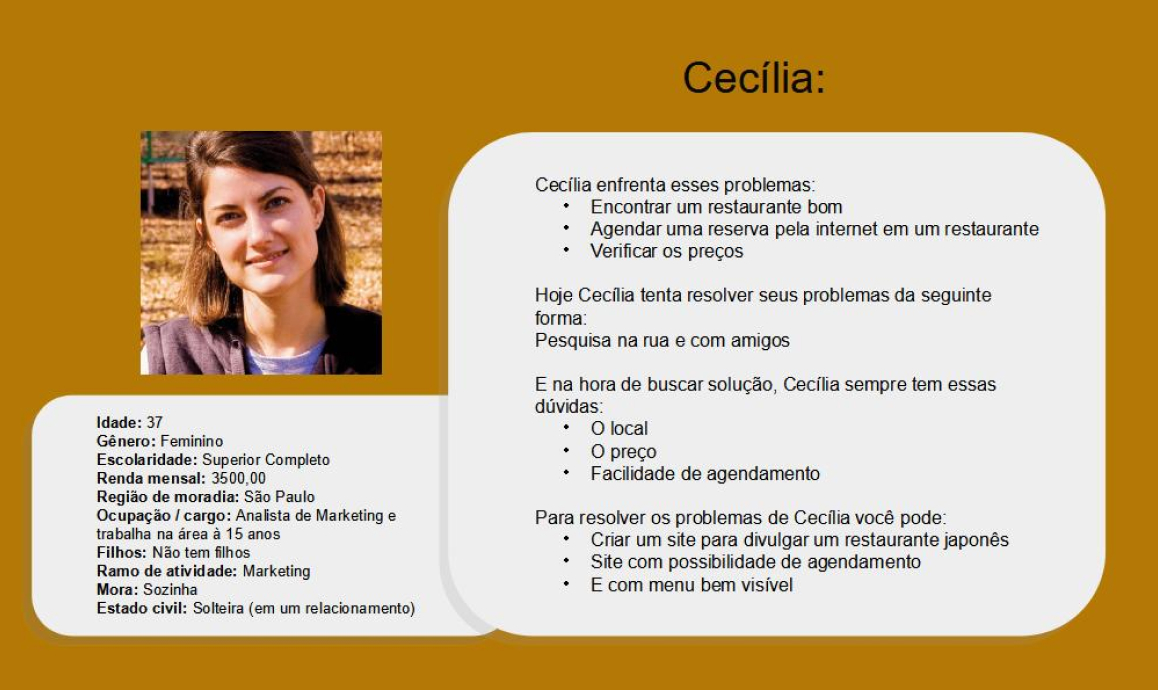 Cecília:
Cecília enfrenta esses problemas:
• Encontrar um restaurante bom
• Agendar uma reserva pela internet em um restaurante
• Verificar os preços
Hoje Cecília tenta resolver seus problemas da seguinte
forma:
Pesquisa na rua e com amigos
E na hora de buscar solução, Cecília sempre tem essas
dúvidas:
• O local
• O preço
• Facilidade de agendamento
Para resolver os problemas de Cecília você pode:
• Criar um site para divulgar um restaurante japonês
• Site com possibilidade de agendamento
• E com menu bem visível
Idade: 37
Gênero: Feminino
Escolaridade: Superior Completo
Renda mensal: 3500,00
Região de moradia: São Paulo
Ocupação / cargo: Analista de Marketing e
trabalha na área à 15 anos
Filhos: Não tem filhos
Ramo de atividade: Marketing
Mora: Sozinha
Estado civil: Solteira (em um relacionamento)